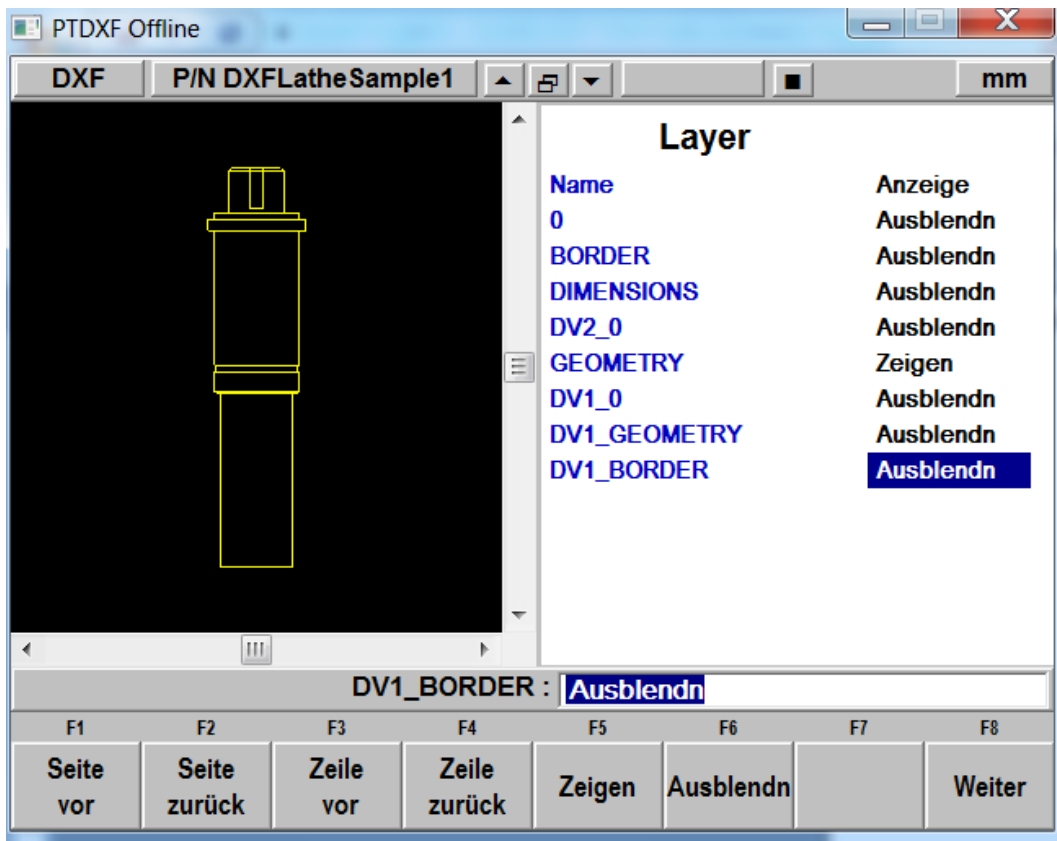 PTDXF Offline
DXF P/N DXFLatheSample1 mm
Layer
Name Anzeige
0 Ausblendn
BORDER Ausblendn
DIMENSIONS Ausblendn
DV2_0 Ausblendn
GEOMETRY Zeigen
DV1_0 Ausblendn
DV1_GEOMETRY Ausblendn
DV1_BORDER Ausblendn
DV1_BORDER : Ausblendn
F1 F2 F3 F4 F5 F6 F7 F8
Seite vor Seite zurück Zeile vor Zeile zurück Zeigen Ausblendn Weiter